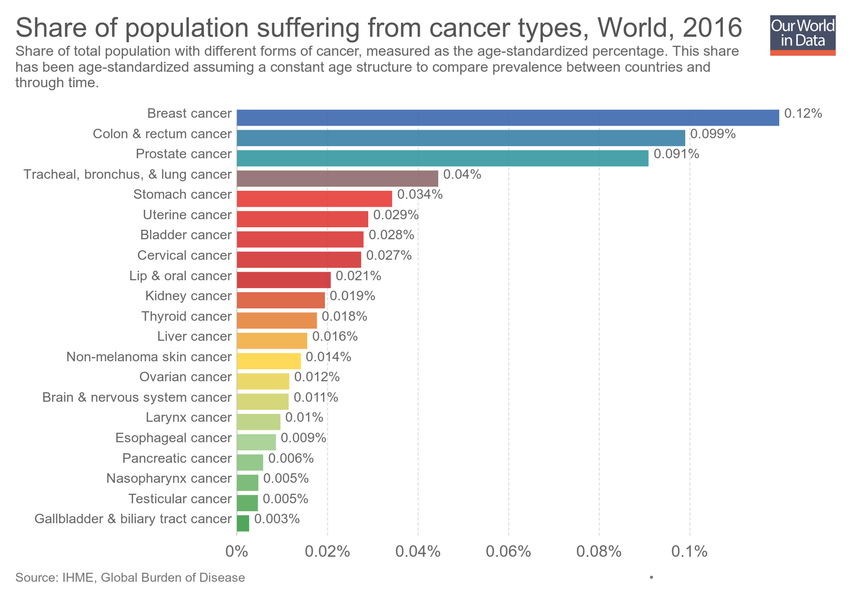 Share of population suffering from cancer types, World, 2016
Our World
in Data
Share of total population with different forms of cancer, measured as the age-standardized percentage. This share
has been age-standardized assuming a constant age structure to compare prevalence between countries and
through time.
Breast cancer 0.12%
Colon & rectum cancer 0.099%
Prostate cancer 0.091%
Tracheal, bronchus, & lung cancer 0.04%
Stomach cancer 0.034%
Uterine cancer 0.029%
Bladder cancer 0.028%
Cervical cancer 0.027%
Lip & oral cancer 0.021%
Kidney cancer 0.019%
Thyroid cancer 0.018%
Liver cancer 0.016%
Non-melanoma skin cancer 0.014%
Ovarian cancer 0.012%
Brain & nervous system cancer 0.011%
Larynx cancer 0.01%
Esophageal cancer 0.009%
Pancreatic cancer 0.006%
Nasopharynx cancer 0.005%
Testicular cancer 0.005%
Gallbladder & biliary tract cancer 0.003%
0% 0.02% 0.04% 0.06% 0.08% 0.1%
Source: IHME, Global Burden of Disease •